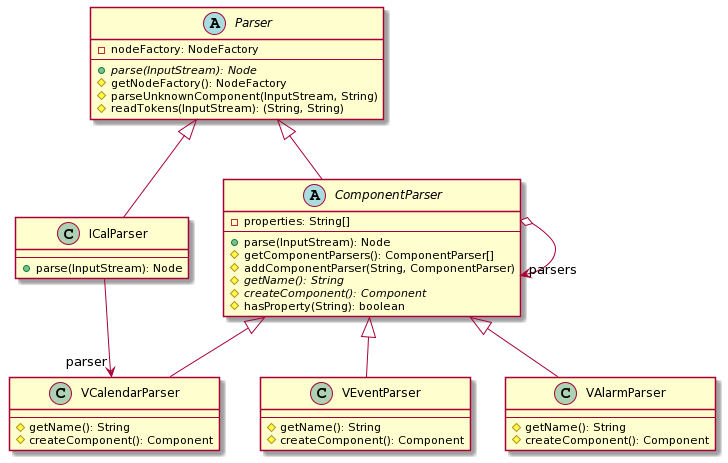 A Parser
nodeFactory: NodeFactory
parse(InputStream): Node
getNodeFactory(): NodeFactory
parseUnknownComponent(InputStream, String)
readTokens(InputStream): (String, String)
A ComponentParser
properties: String[]
parse(InputStream): Node
getComponentParsers(): ComponentParser[]
addComponentParser(String, ComponentParser)
getName(): String
createComponent(): Component
hasProperty(String): boolean
parsers
C ICalParser
parse(InputStream): Node
parser
C VCalendarParser
getName(): String
createComponent(): Component
C VEventParser
getName(): String
createComponent(): Component
C VAlarmParser
getName(): String
createComponent(): Component